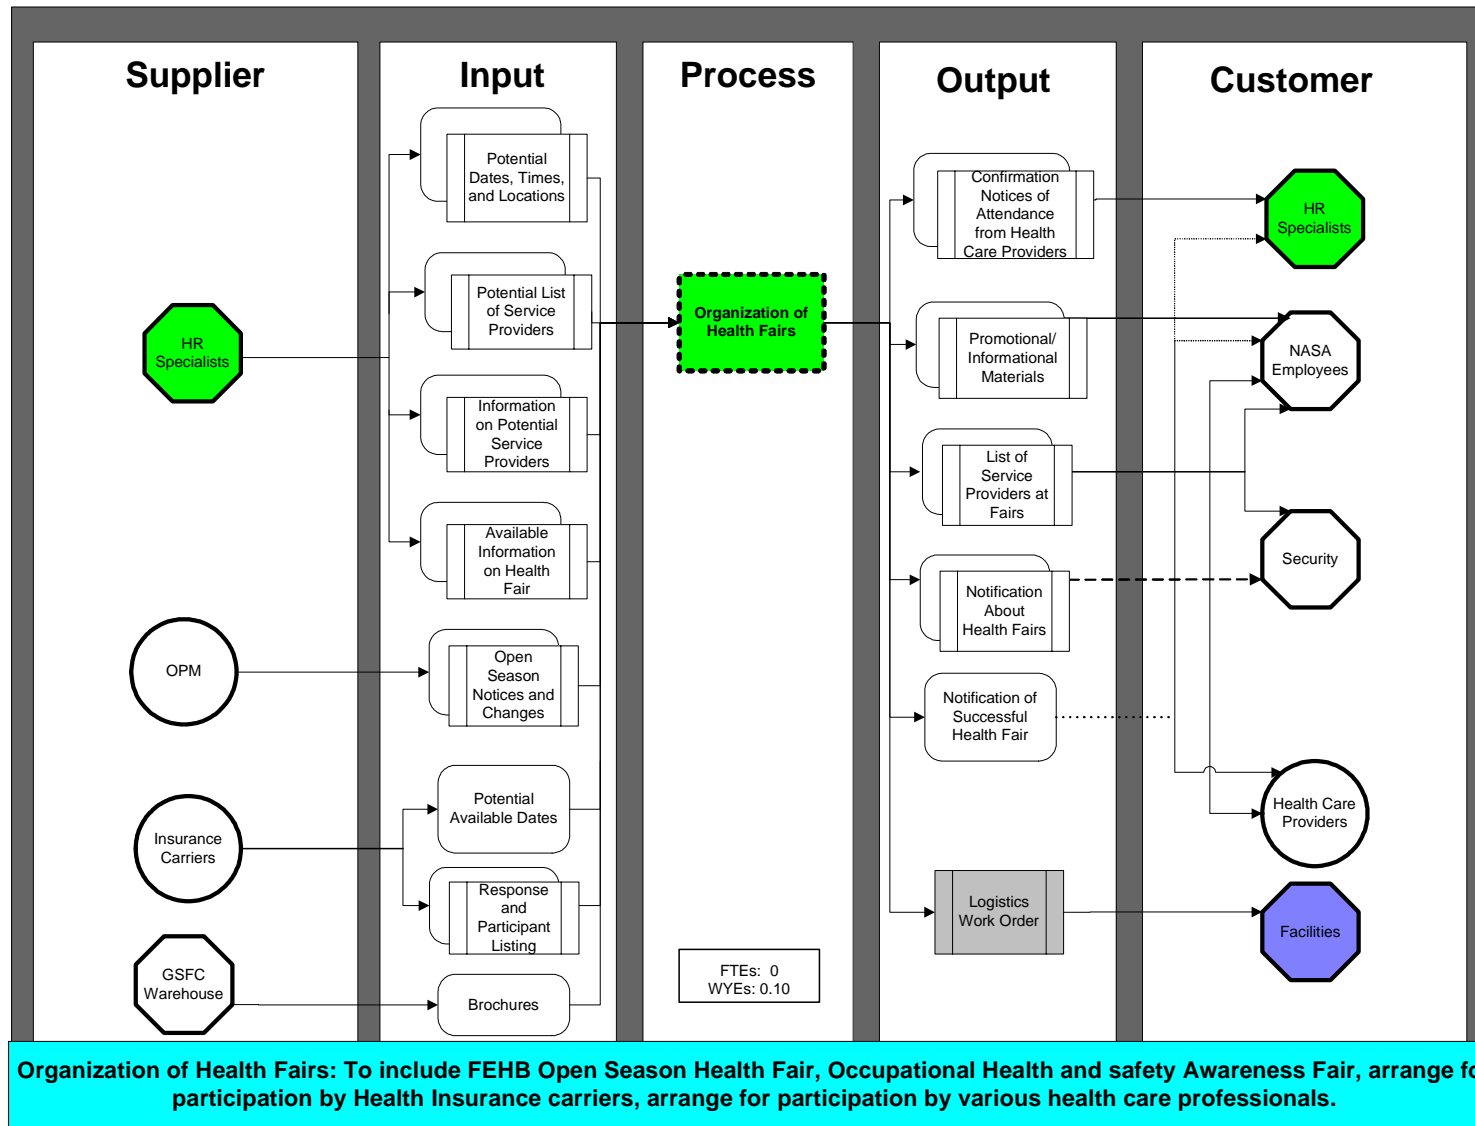 Supplier
Input
Process
Output
Customer
HR
Specialists
OPM
Insurance
Carriers
GSFC
Warehouse
Potential
Dates, Times,
and Locations
Potential List
of Service
Providers
Information
on Potential
Service
Providers
Available
Information
on Health
Fair
Open
Season
Notices and
Changes
Potential
Available Dates
Response
and
Participant
Listing
Brochures
Organization of
Health Fairs
FTEs: 0
WYEs: 0.10
Confirmation
Notices of
Attendance
from Health
Care Providers
Promotional/
Informational
Materials
List of
Service
Providers at
Fairs
Notification
About
Health Fairs
Notification of
Successful
Health Fair
Logistics
Work Order
HR
Specialists
NASA
Employees
Security
Health Care
Providers
Facilities
Organization of Health Fairs: To include FEHB Open Season Health Fair, Occupational Health and safety Awareness Fair, arrange fo
participation by Health Insurance carriers, arrange for participation by various health care professionals.